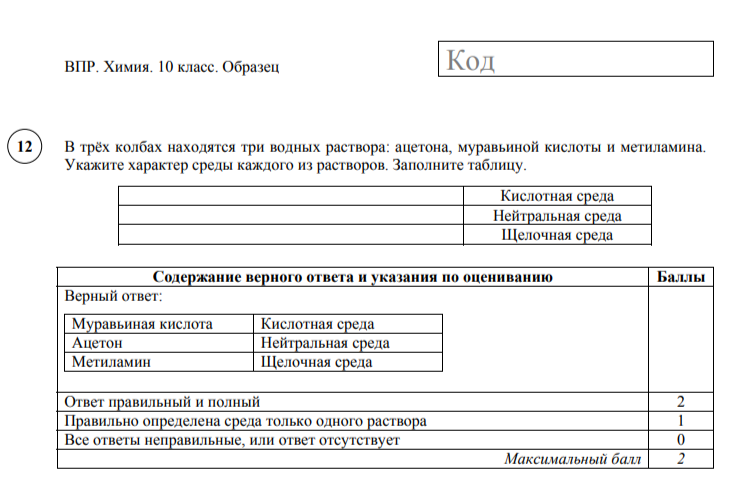 ВПР. Химия. 10 класс. Образец
Код
12
В трёх колбах находятся три водных раствора: ацетона, муравьиной кислоты и метиламина.
Укажите характер среды каждого из растворов. Заполните таблицу.
Кислотная среда
Нейтральная среда
Щелочная среда
Содержание верного ответа и указания по оцениванию Баллы
Верный ответ:
Муравьиная кислота Кислотная среда
Ацетон Нейтральная среда
Метиламин Щелочная среда
Ответ правильный и полный 2
Правильно определена среда только одного раствора 1
Все ответы неправильные, или ответ отсутствует 0
Максимальный балл 2